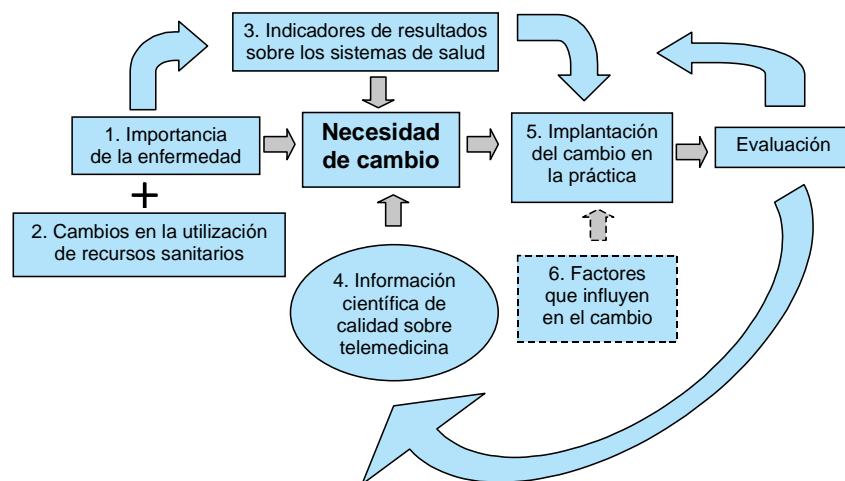 3. Indicadores de resultados
sobre los sistemas de salud
1. Importancia
de la enfermedad
+
2. Cambios en la utilización
de recursos sanitarios
Necesidad
de cambio
4. Información
científica de
calidad sobre
telemedicina
5. Implantación
del cambio en
la práctica
6. Factores
que influyen
en el cambio
Evaluación